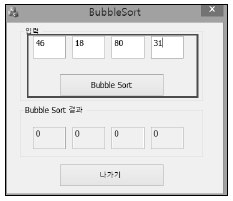 BubbleSort
입력
46 18 80 31
Bubble Sort
Bubble Sort 결과
0 0 0 0
나가기